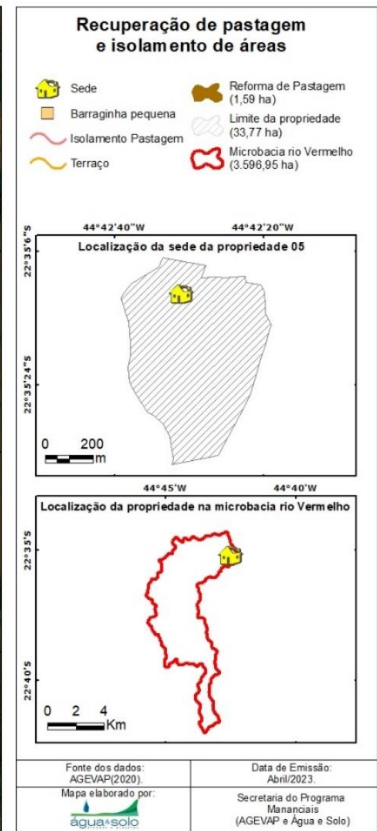 Recuperação de pastagem
e isolamento de áreas
Sede
Barraginha pequena
Isolamento Pastagem
Terraço
Reforma de Pastagem
(1,59 ha)
Limite da propriedade
(33,77 ha)
Microbacia rio Vermelho
(3.596,95 ha)
44°42'40"W
44°42'20"W
22°35'6"S
Localização da sede da propriedade 05
22°35'24"S
0 200
m
44°45'W
44°40'W
Localização da propriedade na microbacia rio Vermelho
22°35'S
22°40'S
0 2 4
Km
Fonte dos dados:
AGEVAP(2020).
Data de Emissão:
Abril/2023.
Mapa elaborado por:
água&solo
Secretaria do Programa
Mananciais
(AGEVAP e Água e Solo)